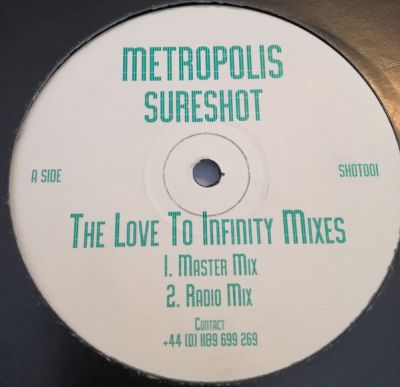 METROPOLIS
SURESHOT
A SIDE
SHOT001
THE LOVE TO INFINITY MIXES
1. MASTER MIX
2. RADIO MIX
CONTACT
+44 (0) 1189 699 269